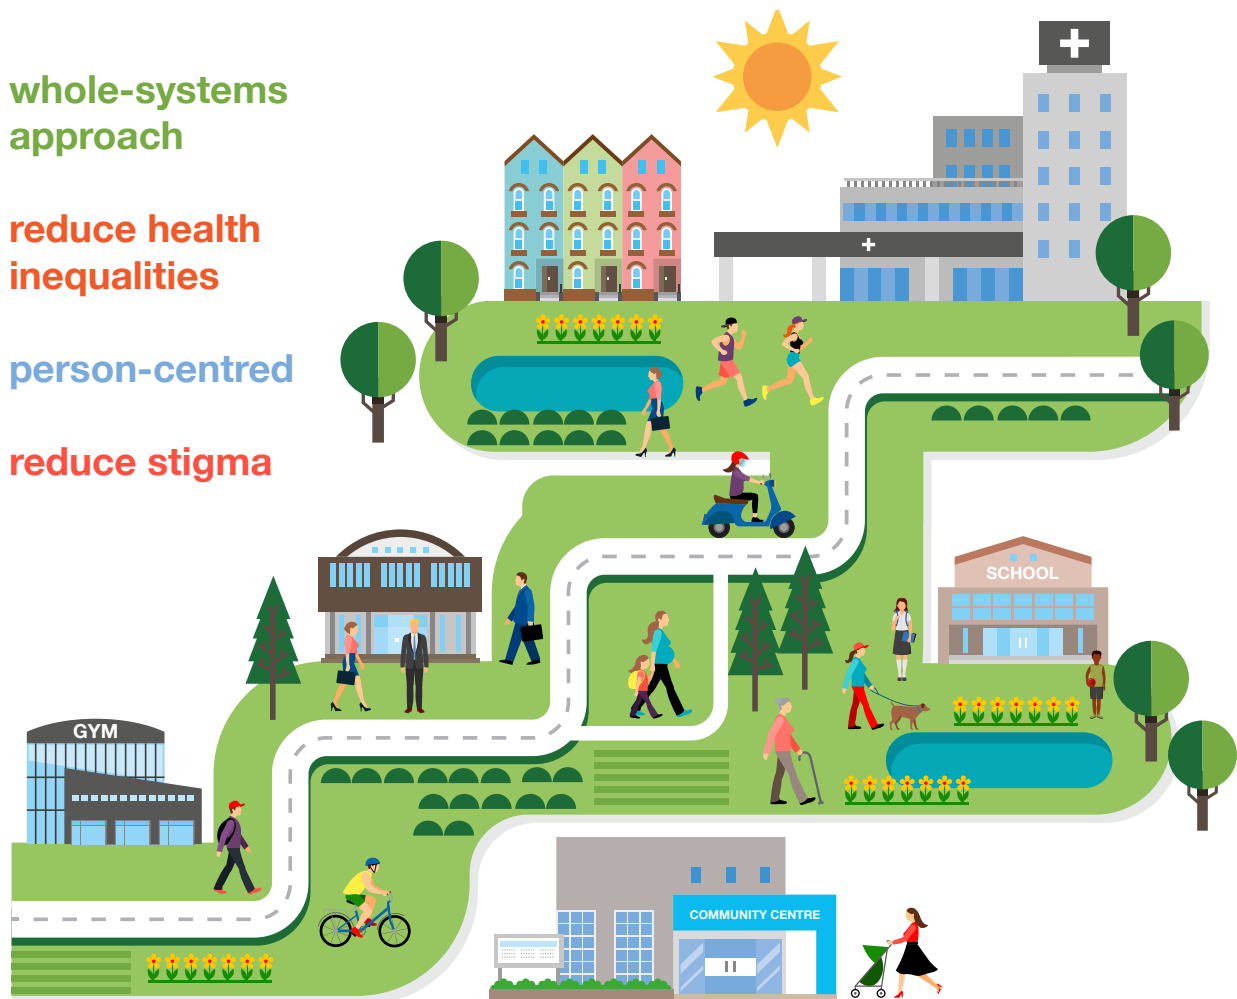 whole-systems
approach
reduce health
inequalities
person-centred
reduce stigma
SCHOOL
GYM
COMMUNITY CENTRE